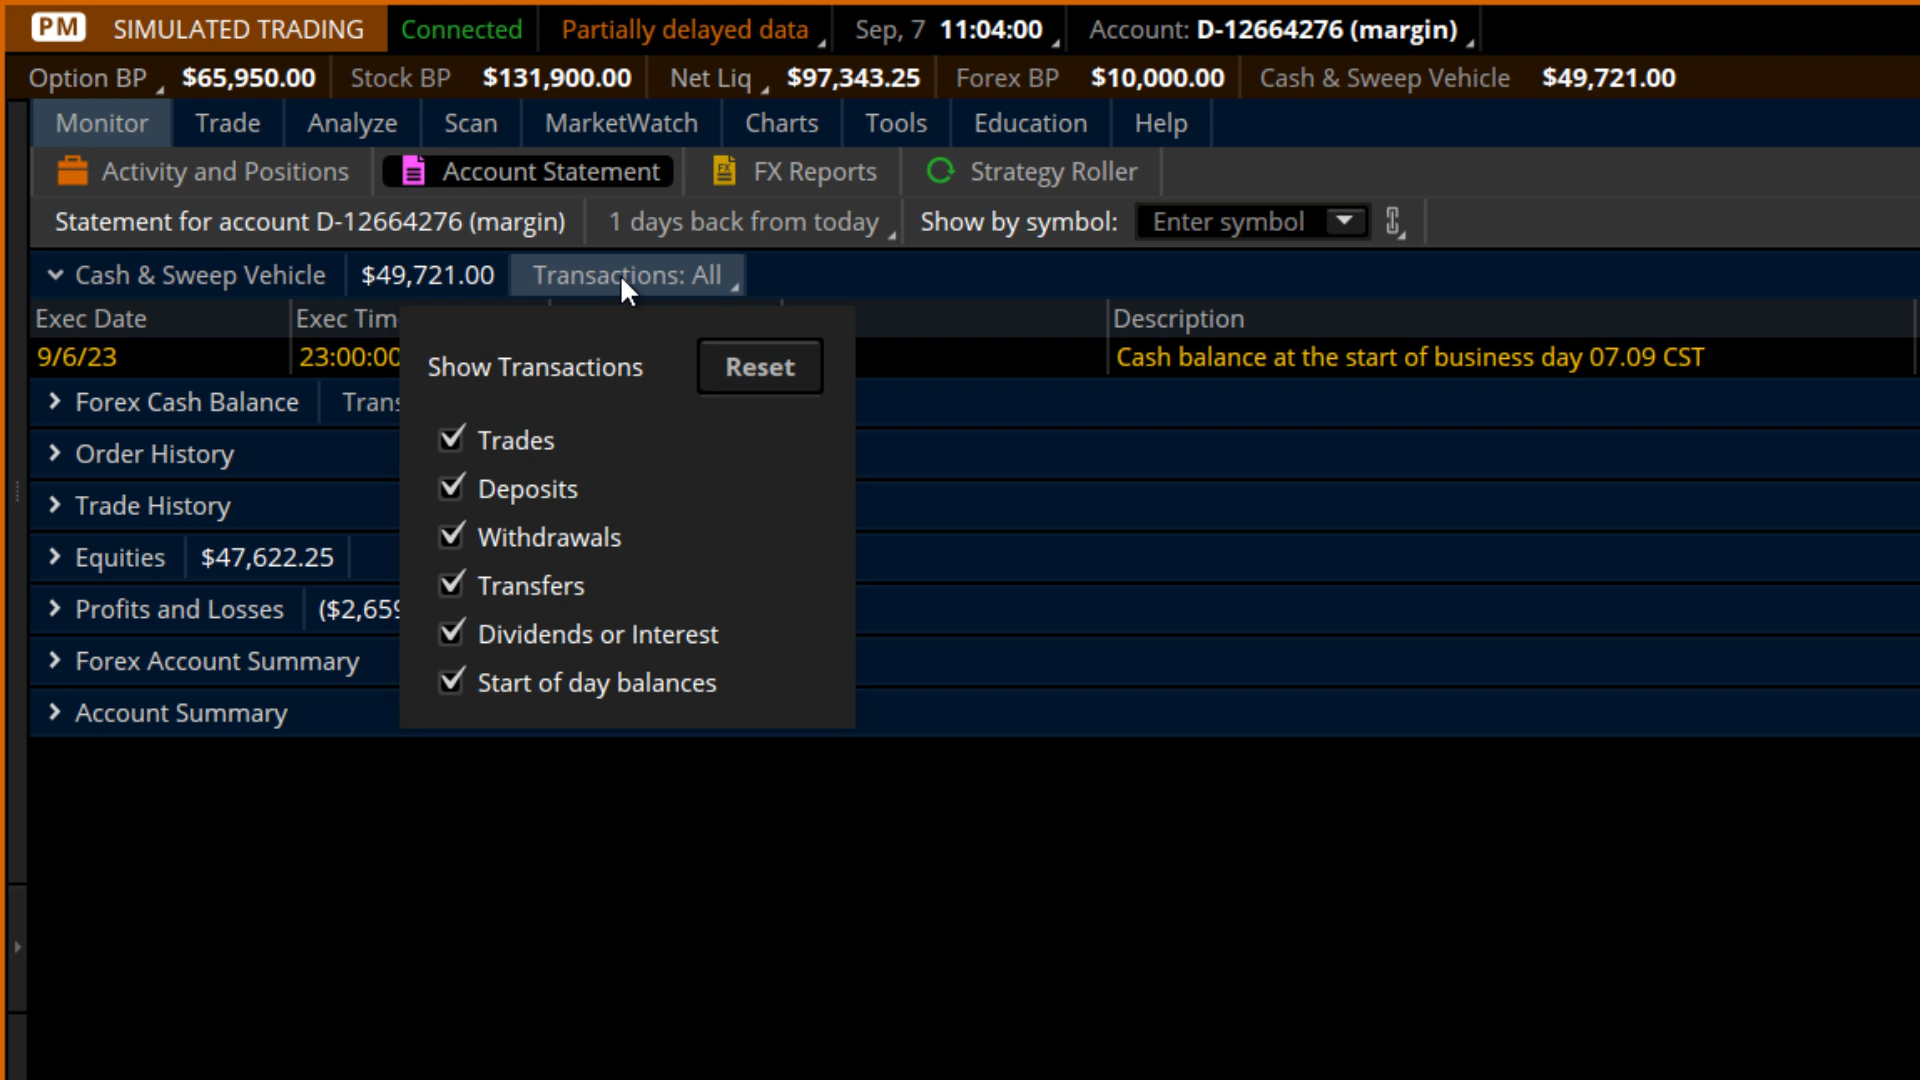 PM SIMULATED TRADING Connected Partially delayed data Sep, 7 11:04:00 Account: D-12664276 (margin)
Option BP $65,950.00 Stock BP $131,900.00 Net Liq $97,343.25 Forex BP $10,000.00 Cash & Sweep Vehicle $49,721.00
Monitor Trade Analyze Scan MarketWatch Charts Tools Education Help
Activity and Positions Account Statement FX FX Reports Strategy Roller
Statement for account D-12664276 (margin) 1 days back from today Show by symbol: Enter symbol
Cash & Sweep Vehicle $49,721.00 Transactions: All
Exec Date Exec Tim Description
9/6/23 23:00:00 Cash balance at the start of business day 07.09 CST
Show Transactions Reset
Forex Cash Balance Trans
Trades
Order History
Deposits
Trade History
Withdrawals
Equities $47,622.25
Transfers
Profits and Losses ($2,659
Dividends or Interest
Forex Account Summary
Start of day balances
Account Summary